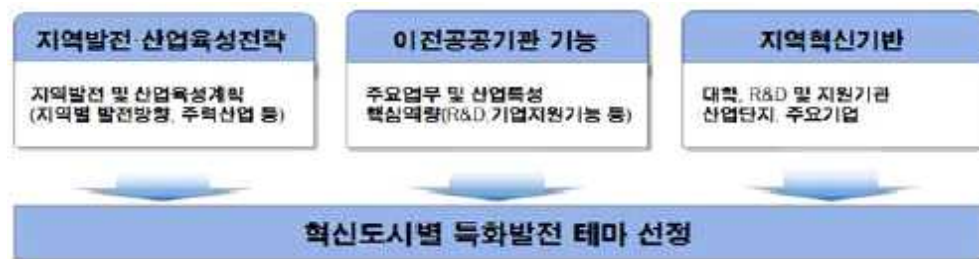 지역발전·산업육성전략
지역발전 및 산업육성계획
(지역별 발전방향, 주력산업 등)
이전공공기관 기능
주요업무 및 산업특성
핵심역량(R&D,기업지원기능 등)
지역혁신기반
대학, R&D 및 지원기관
산업단지, 주요기업
혁신도시별 특화발전 테마 선정